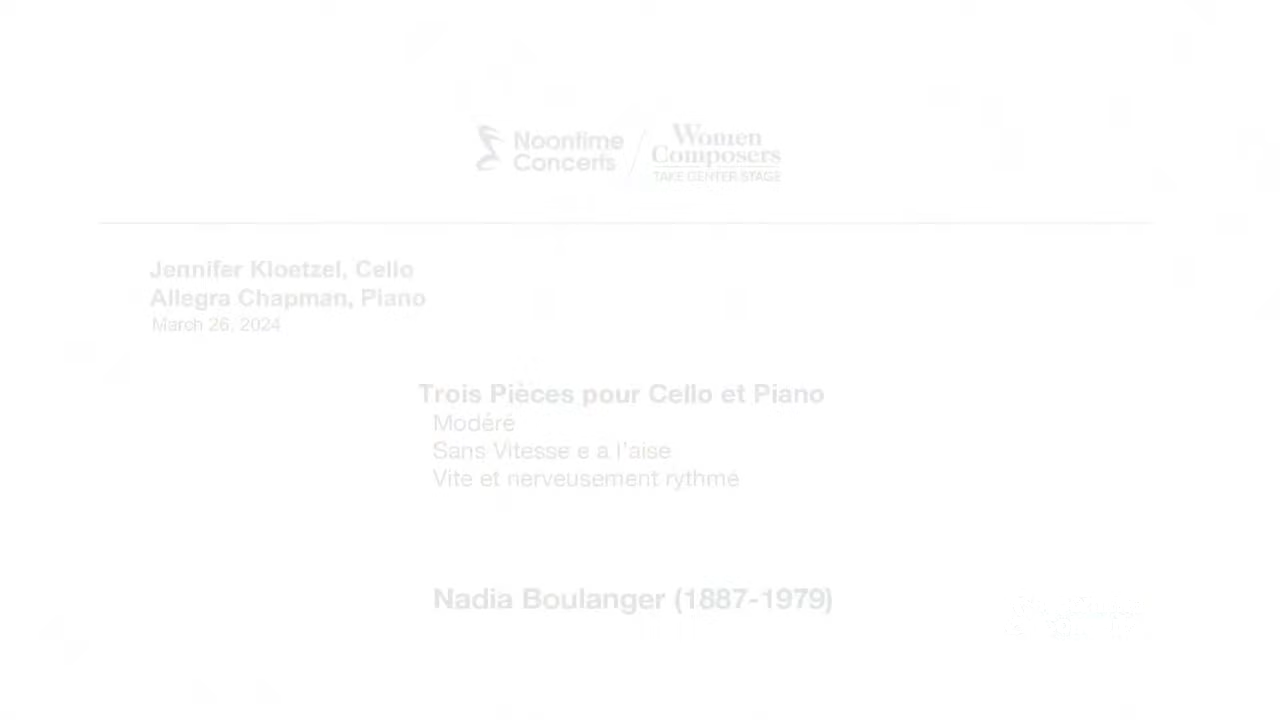 Noontime
Concerts
Women
Composers
TAKE CENTER STAGE
Jennifer Kloetzel, Cello
Allegra Chapman, Piano
March 26, 2024
Trois Pièces pour Cello et Piano
Modéré
Sans Vitesse e a l'aise
Vite et nerveusement rythmé
Nadia Boulanger (1887-1979)